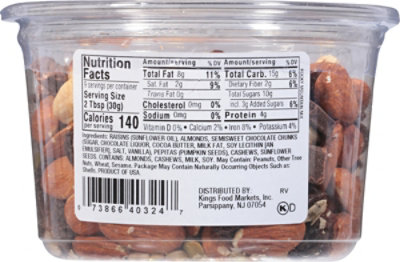 Nutrition Facts
servings per container
Serving Size
2 Tbsp (30g)
Calories per serving 140
Amount/serving % DV
Total Fat 8g 11%
Sat. Fat 2g 9%
Trans Fat 0g
Cholesterol 0mg 0%
Sodium 0mg 0%
Amount/serving % DV
Total Carb. 15g 6%
Dietary Fiber 2g 6%
Total Sugars 10g
incl. 3g Added Sugars 6%
Protein 4g
Vitamin D 0% • Calcium 2% • Iron 6% • Potassium 4%
Ingredients: RAISINS (SUNFLOWER OIL), ALMONDS, SEMISWEET CHOCOLATE CHUNKS
(SUGAR, CHOCOLATE LIQUOR, COCOA BUTTER, MILK FAT, SOY LECITHIN [AN
EMULSIFIER], SALT, VANILLA), PEPITAS (PUMPKIN SEEDS), CASHEWS, SUNFLOWER
SEEDS. CONTAINS: ALMONDS, CASHEWS, MILK, SOY. May Contain: Peanuts, Other Tree
Nuts, Wheat, Sesame. Package May Contain Naturally Occurring Objects Such as:
Shells. PRODUCT OF USA.
0 73866 40324 7
DISTRIBUTED BY: RV
Kings Food Markets, Inc.
Parsippany, NJ 07054
K D